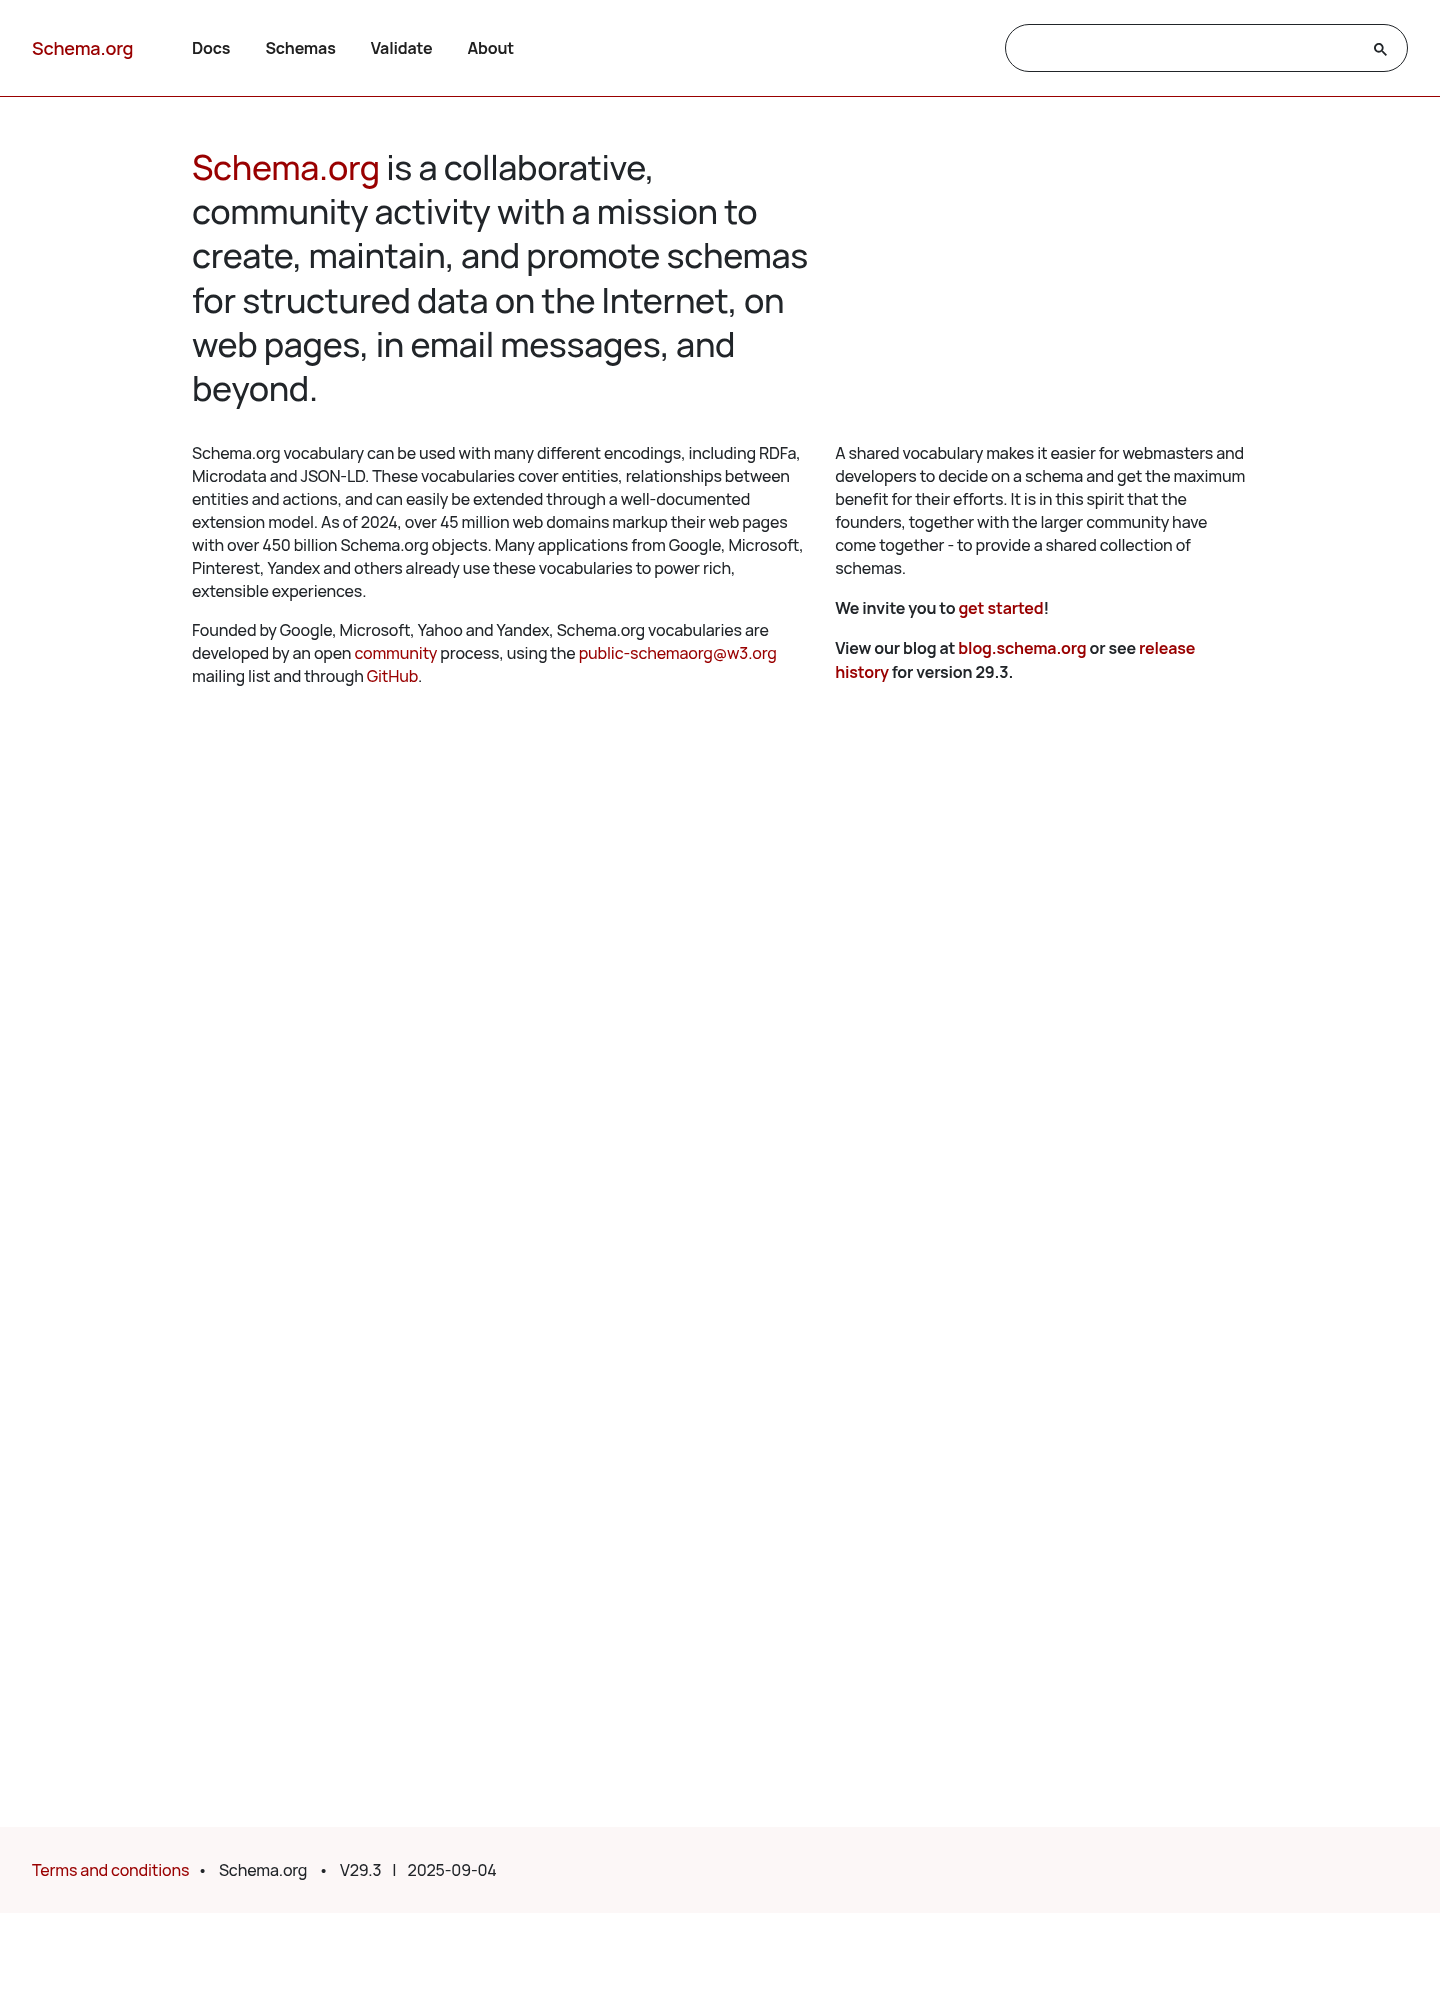 Schema.org Docs Schemas Validate About
Schema.org is a collaborative,
community activity with a mission to
create, maintain, and promote schemas
for structured data on the Internet, on
web pages, in email messages, and
beyond.
Schema.org vocabulary can be used with many different encodings, including RDFa,
Microdata and JSON-LD. These vocabularies cover entities, relationships between
entities and actions, and can easily be extended through a well-documented
extension model. As of 2024, over 45 million web domains markup their web pages
with over 450 billion Schema.org objects. Many applications from Google, Microsoft,
Pinterest, Yandex and others already use these vocabularies to power rich,
extensible experiences.
Founded by Google, Microsoft, Yahoo and Yandex, Schema.org vocabularies are
developed by an open community process, using the public-schemaorg@w3.org
mailing list and through GitHub.
A shared vocabulary makes it easier for webmasters and
developers to decide on a schema and get the maximum
benefit for their efforts. It is in this spirit that the
founders, together with the larger community have
come together - to provide a shared collection of
schemas.
We invite you to get started!
View our blog at blog.schema.org or see release
history for version 29.3.
Terms and conditions • Schema.org • V29.3 | 2025-09-04